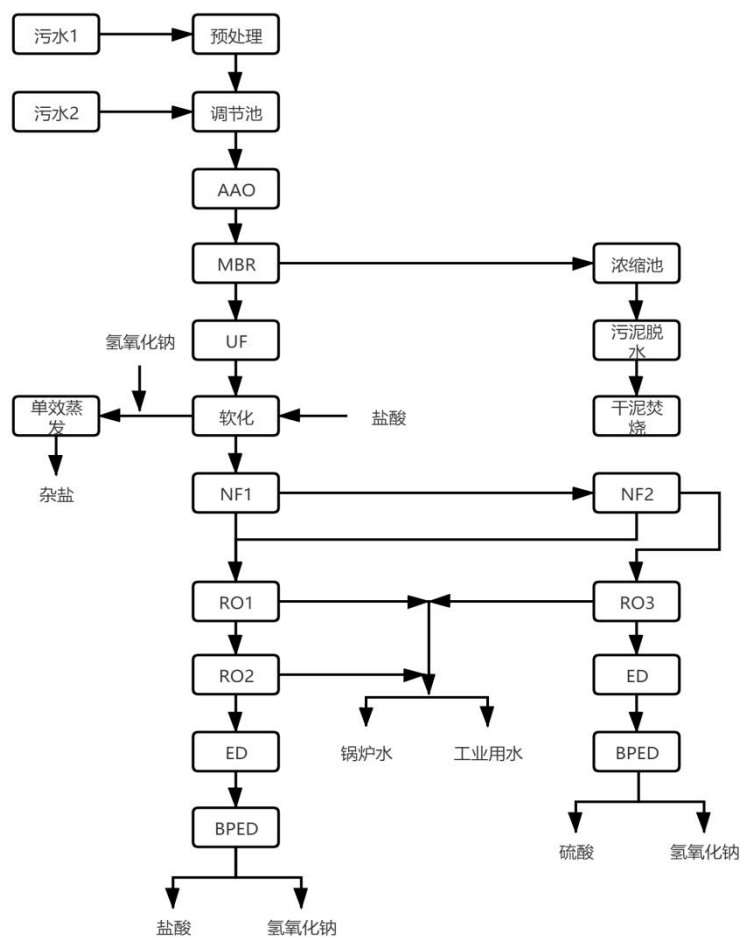 污水1
预处理
污水2
调节池
AAO
MBR
浓缩池
UF
污泥脱
水
氢氧化钠
单效蒸
发
软化
盐酸
干泥焚
烧
杂盐
NF1
NF2
RO1
RO3
RO2
ED
锅炉水
工业用水
ED
BPED
BPED
硫酸
氢氧化钠
盐酸
氢氧化钠